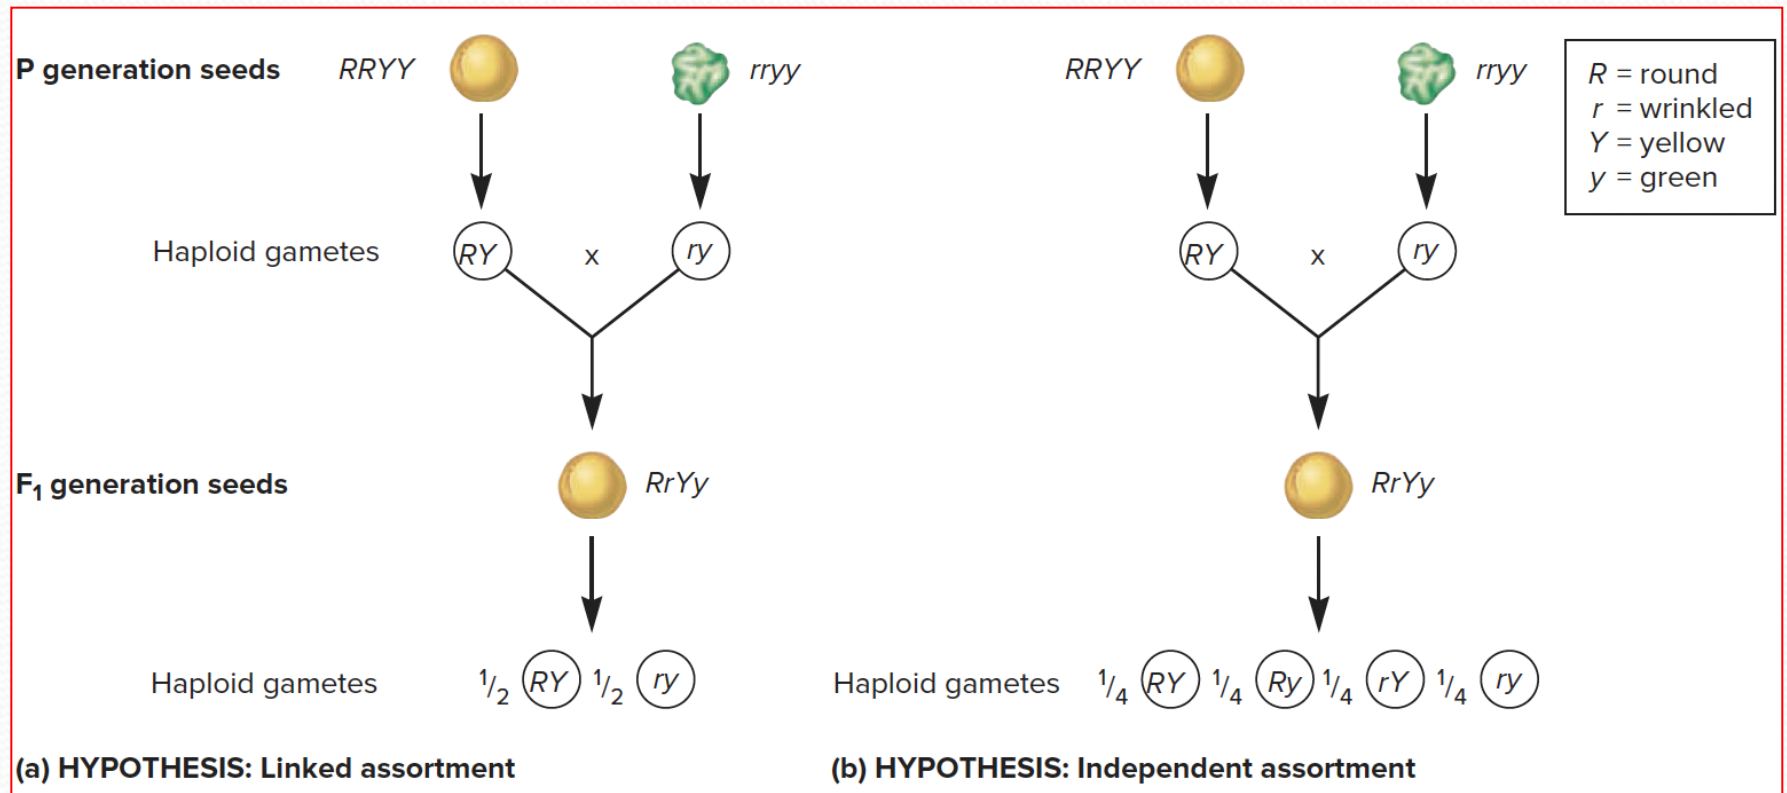 P generation seeds RRYY rryy RRYY rryy
R = round
r = wrinkled
Y = yellow
y = green
Haploid gametes RY x ry RY x ry
F₁ generation seeds RrYy RrYy
Haploid gametes 1/2 RY 1/2 ry Haploid gametes 1/4 RY 1/4 Ry 1/4 rY 1/4 ry
(a) HYPOTHESIS: Linked assortment (b) HYPOTHESIS: Independent assortment